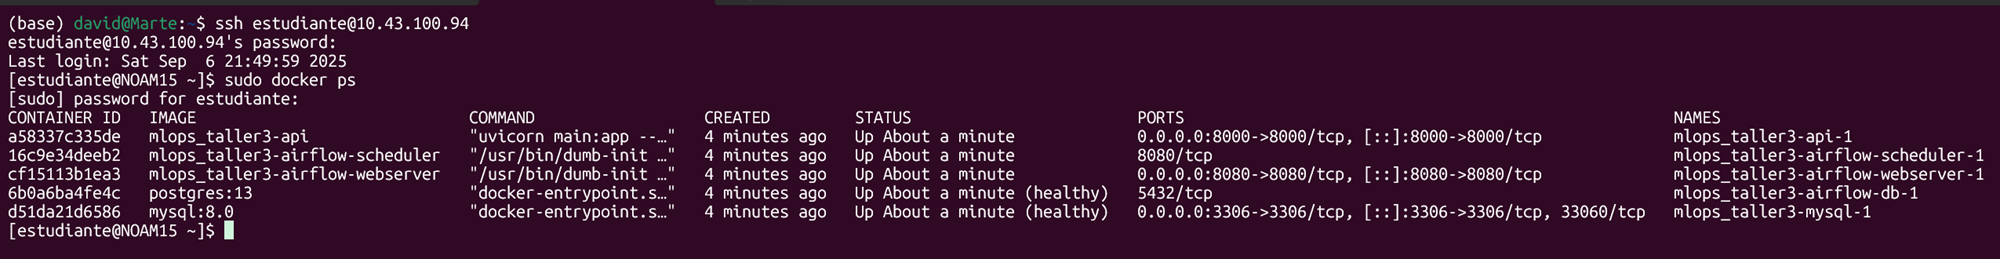 (base) david@Marte:~$ ssh estudiante@10.43.100.94
estudiante@10.43.100.94's password:
Last login: Sat Sep  6 21:49:59 2025
[estudiante@NOAM15 ~]$ sudo docker ps
[sudo] password for estudiante:
CONTAINER ID   IMAGE                            COMMAND                  CREATED         STATUS                        PORTS                                                    NAMES
a58337c335de   mlops_taller3-api                "uvicorn main:app --…"   4 minutes ago   Up About a minute             0.0.0.0:8000->8000/tcp, [::]:8000->8000/tcp              mlops_taller3-api-1
16c9e34deeb2   mlops_taller3-airflow-scheduler  "/usr/bin/dumb-init …"   4 minutes ago   Up About a minute             8080/tcp                                                 mlops_taller3-airflow-scheduler-1
cf15113b1ea3   mlops_taller3-airflow-webserver  "/usr/bin/dumb-init …"   4 minutes ago   Up About a minute             0.0.0.0:8080->8080/tcp, [::]:8080->8080/tcp              mlops_taller3-airflow-webserver-1
6b0a6ba4fe4c   postgres:13                      "docker-entrypoint.s…"   4 minutes ago   Up About a minute (healthy)   5432/tcp                                                 mlops_taller3-airflow-db-1
d51da21d6586   mysql:8.0                        "docker-entrypoint.s…"   4 minutes ago   Up About a minute (healthy)   0.0.0.0:3306->3306/tcp, [::]:3306->3306/tcp, 33060/tcp   mlops_taller3-mysql-1
[estudiante@NOAM15 ~]$